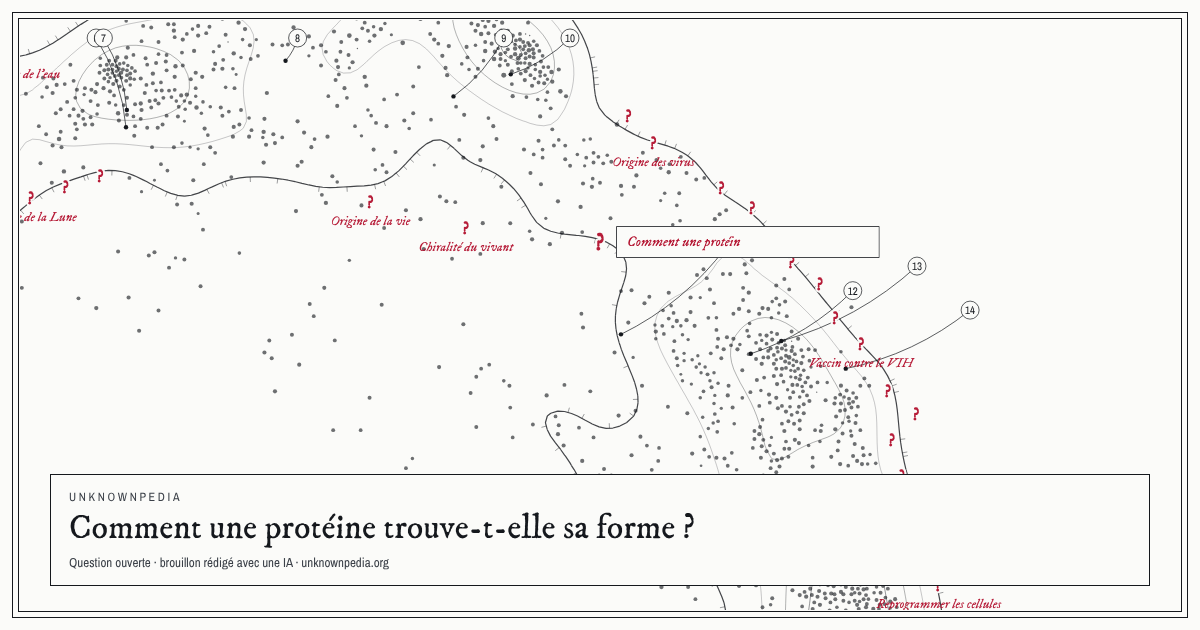 7
8
9
10
de l'eau
?
?
Origine des virus
?
?
?
?
?
?
de la Lune
?
Origine de la vie
?
Chiralité du vivant
?
Comment une protéin
?
13
?
12
14
?
?
Vaccin contre le VIH
?
?
?
UNKNOWNPEDIA
Comment une protéine trouve-t-elle sa forme ?
Question ouverte · brouillon rédigé avec une IA · unknownpedia.org
Reprogrammer les cellules